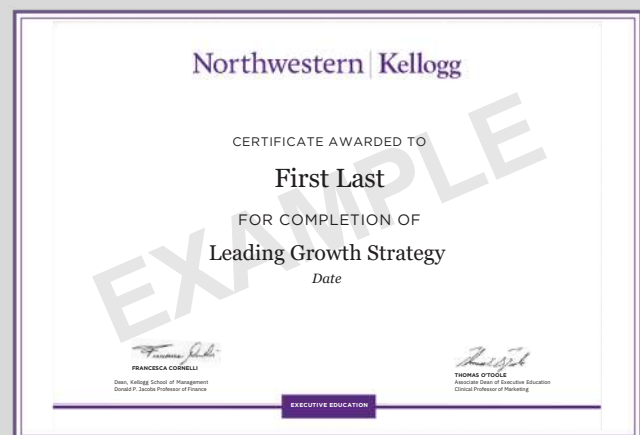 Northwestern | Kellogg
CERTIFICATE AWARDED TO
First Last
FOR COMPLETION OF
Leading Growth Strategy
Date
EXAMPLE
FRANCESCA CORNELLI
Dean, Kellogg School of Management
Donald P. Jacobs Professor of Finance
THOMAS O'TOOLE
Associate Dean of Executive Education
Clinical Professor of Marketing
EXECUTIVE EDUCATION